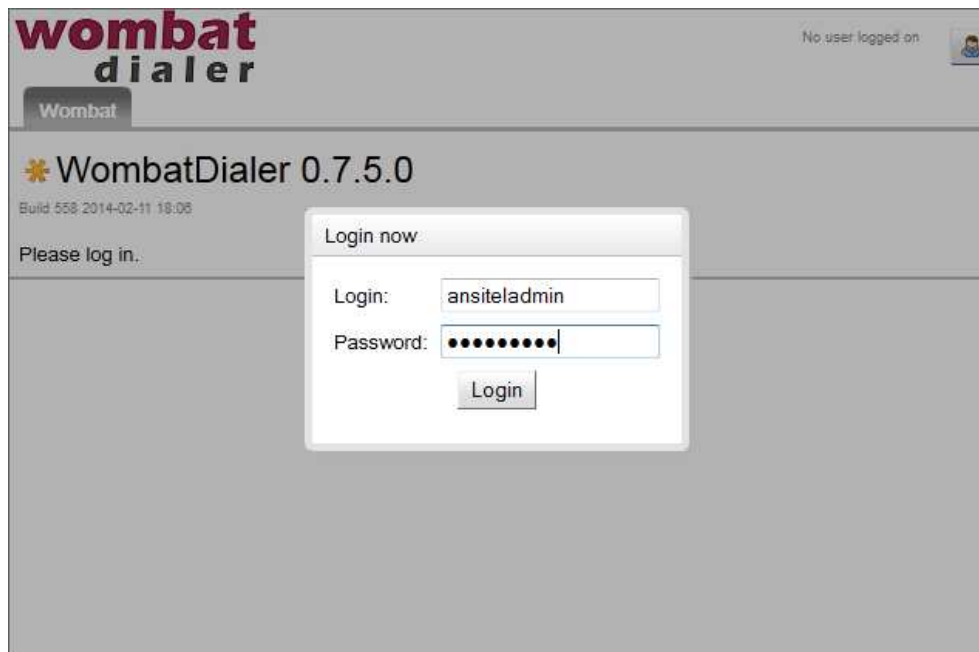 wombat
dialer
No user logged on
Wombat
WombatDialer 0.7.5.0
Build 558 2014-02-11 18:06
Please log in.
Login now
Login:
ansiteladmin
Password:
●●●●●●●●●
Login